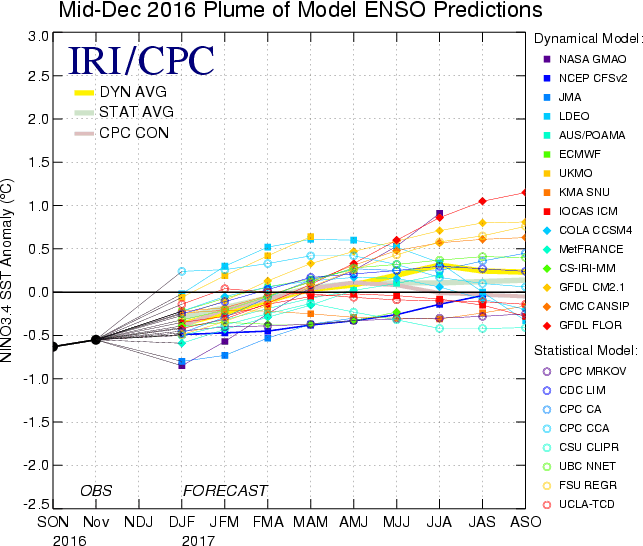 Mid-Dec 2016 Plume of Model ENSO Predictions
IRI/CPC
DYN AVG
STAT AVG
CPC CON
NINO3.4 SST Anomaly (ºC)
3.0
2.5
2.0
1.5
1.0
0.5
0.0
-0.5
-1.0
-1.5
-2.0
-2.5
OBS FORECAST
SON Nov NDJ DJF JFM FMA MAM AMJ MJJ JJA JAS ASO
2016 2017
Dynamical Model:
NASA GMAO
NCEP CFSv2
JMA
LDEO
AUS/POAMA
ECMWF
UKMO
KMA SNU
IOCAS ICM
COLA CCSM4
MetFRANCE
CS-IRI-MM
GFDL CM2.1
CMC CANSIP
GFDL FLOR
Statistical Model:
CPC MRKOV
CDC LIM
CPC CA
CPC CCA
CSU CLIPR
UBC NNET
FSU REGR
UCLA-TCD